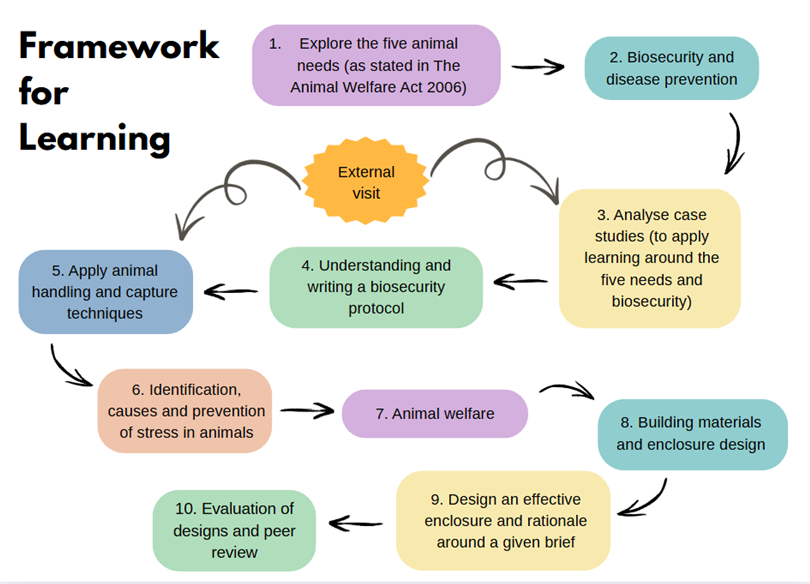 Framework
for
Learning
1. Explore the five animal
needs (as stated in The
Animal Welfare Act 2006)
2. Biosecurity and
disease prevention
External
visit
3. Analyse case
studies (to apply
learning around the
five needs and
biosecurity)
4. Understanding and
writing a biosecurity
protocol
5. Apply animal
handling and capture
techniques
6. Identification,
causes and prevention
of stress in animals
7. Animal welfare
8. Building materials
and enclosure design
9. Design an effective
enclosure and rationale
around a given brief
10. Evaluation of
designs and peer
review